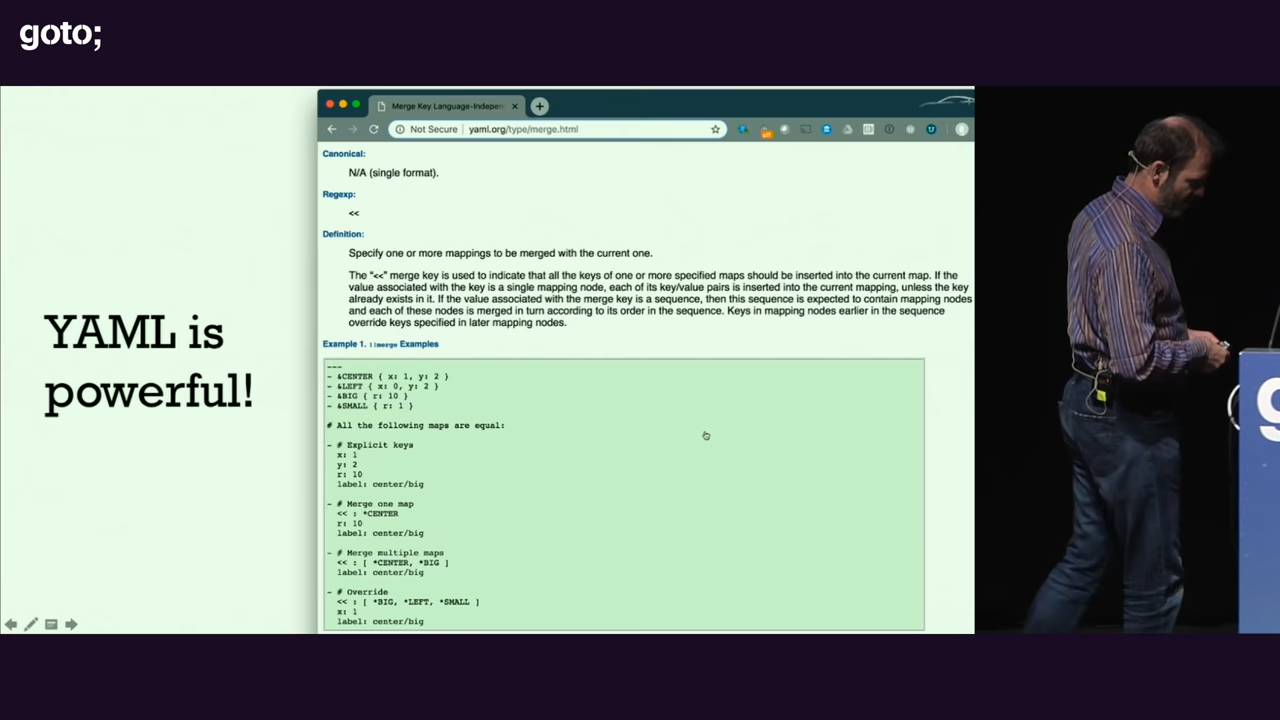 goto;
YAML is
powerful!
Merge Key Language-Indepen
Not Secure
yaml.org/type/merge.html
Canonical:
N/A (single format).
Regexp:
<<
Definition:
Specify one or more mappings to be merged with the current one.
The “<<” merge key is used to indicate that all the keys of one or more specified maps should be inserted into the current map. If the
value associated with the key is a single mapping node, each of its key/value pairs is inserted into the current mapping, unless the key
already exists in it. If the value associated with the merge key is a sequence, then this sequence is expected to contain mapping nodes
and each of these nodes is merged in turn according to its order in the sequence. Keys in mapping nodes earlier in the sequence
override keys specified in later mapping nodes.
Example 1. !!merge Examples
---
- &CENTER { x: 1, y: 2 }
- &LEFT { x: 0, y: 2 }
- &BIG { r: 10 }
- &SMALL { r: 1 }
# All the following maps are equal:
- # Explicit keys
x: 1
y: 2
r: 10
label: center/big
- # Merge one map
<< : *CENTER
r: 10
label: center/big
- # Merge multiple maps
<< : [ *CENTER, *BIG ]
label: center/big
- # Override
<< : [ *BIG, *LEFT, *SMALL ]
x: 1
label: center/big